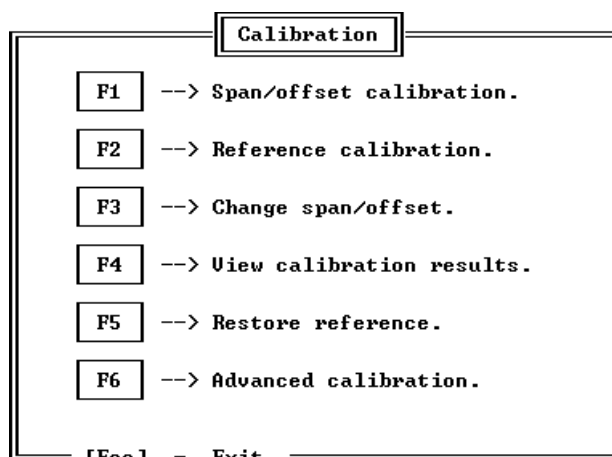 Calibration
F1 --> Span/offset calibration.
F2 --> Reference calibration.
F3 --> Change span/offset.
F4 --> View calibration results.
F5 --> Restore reference.
F6 --> Advanced calibration.
- Exit